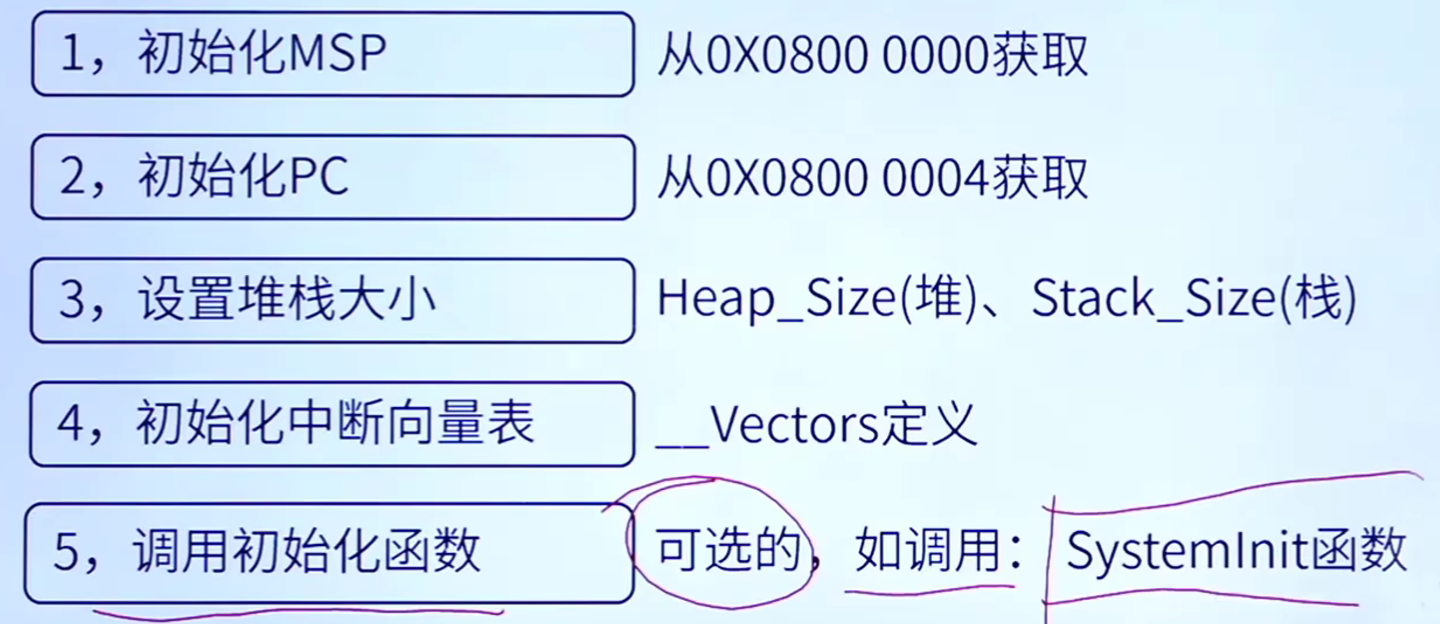 1，初始化MSP 从0X0800 0000获取
2，初始化PC 从0X0800 0004获取
3，设置堆栈大小 Heap_Size(堆)、Stack_Size(栈)
4，初始化中断向量表 __Vectors定义
5，调用初始化函数 可选的，如调用：SystemInit函数